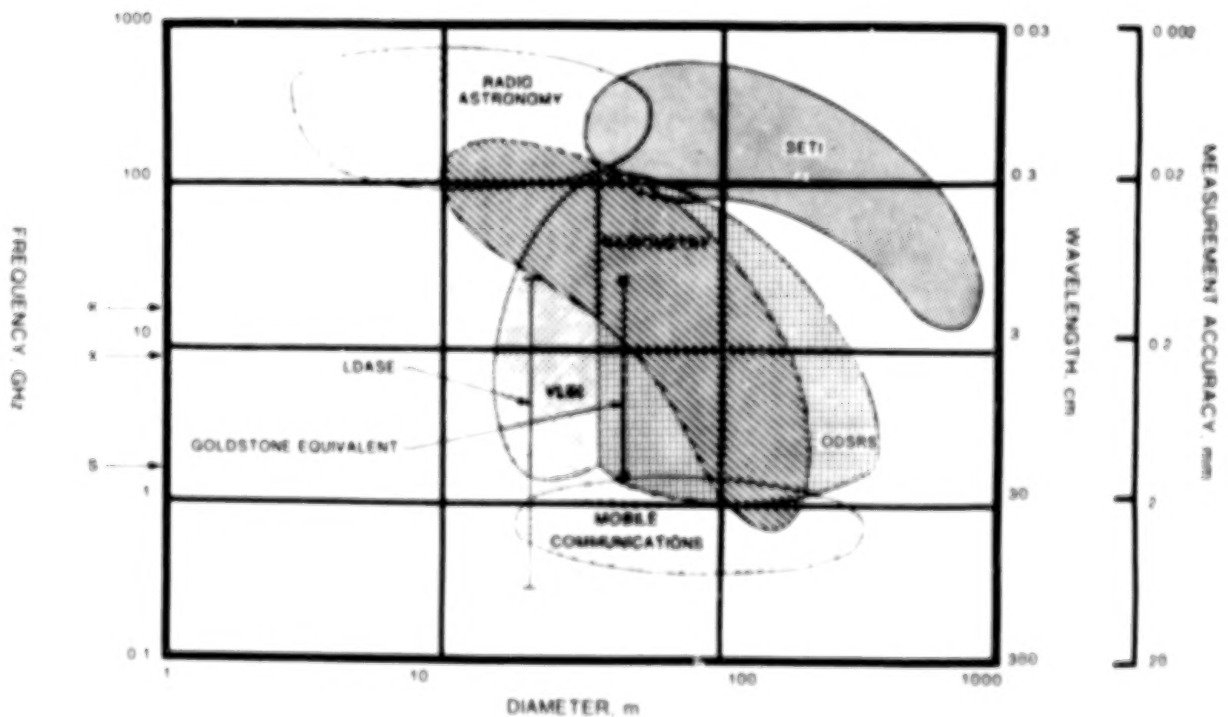 1000
100
10
1
0.1
FREQUENCY, GHz
K
X
S
RADIO
ASTRONOMY
SETI
RADIOMETRY
LDASE
VLBI
GOLDSTONE EQUIVALENT
ODSRS
MOBILE
COMMUNICATIONS
0.03
0.3
3
30
WAVELENGTH, cm
0.002
0.02
0.2
2
20
MEASUREMENT ACCURACY, mm
1
10
100
1000
DIAMETER, m